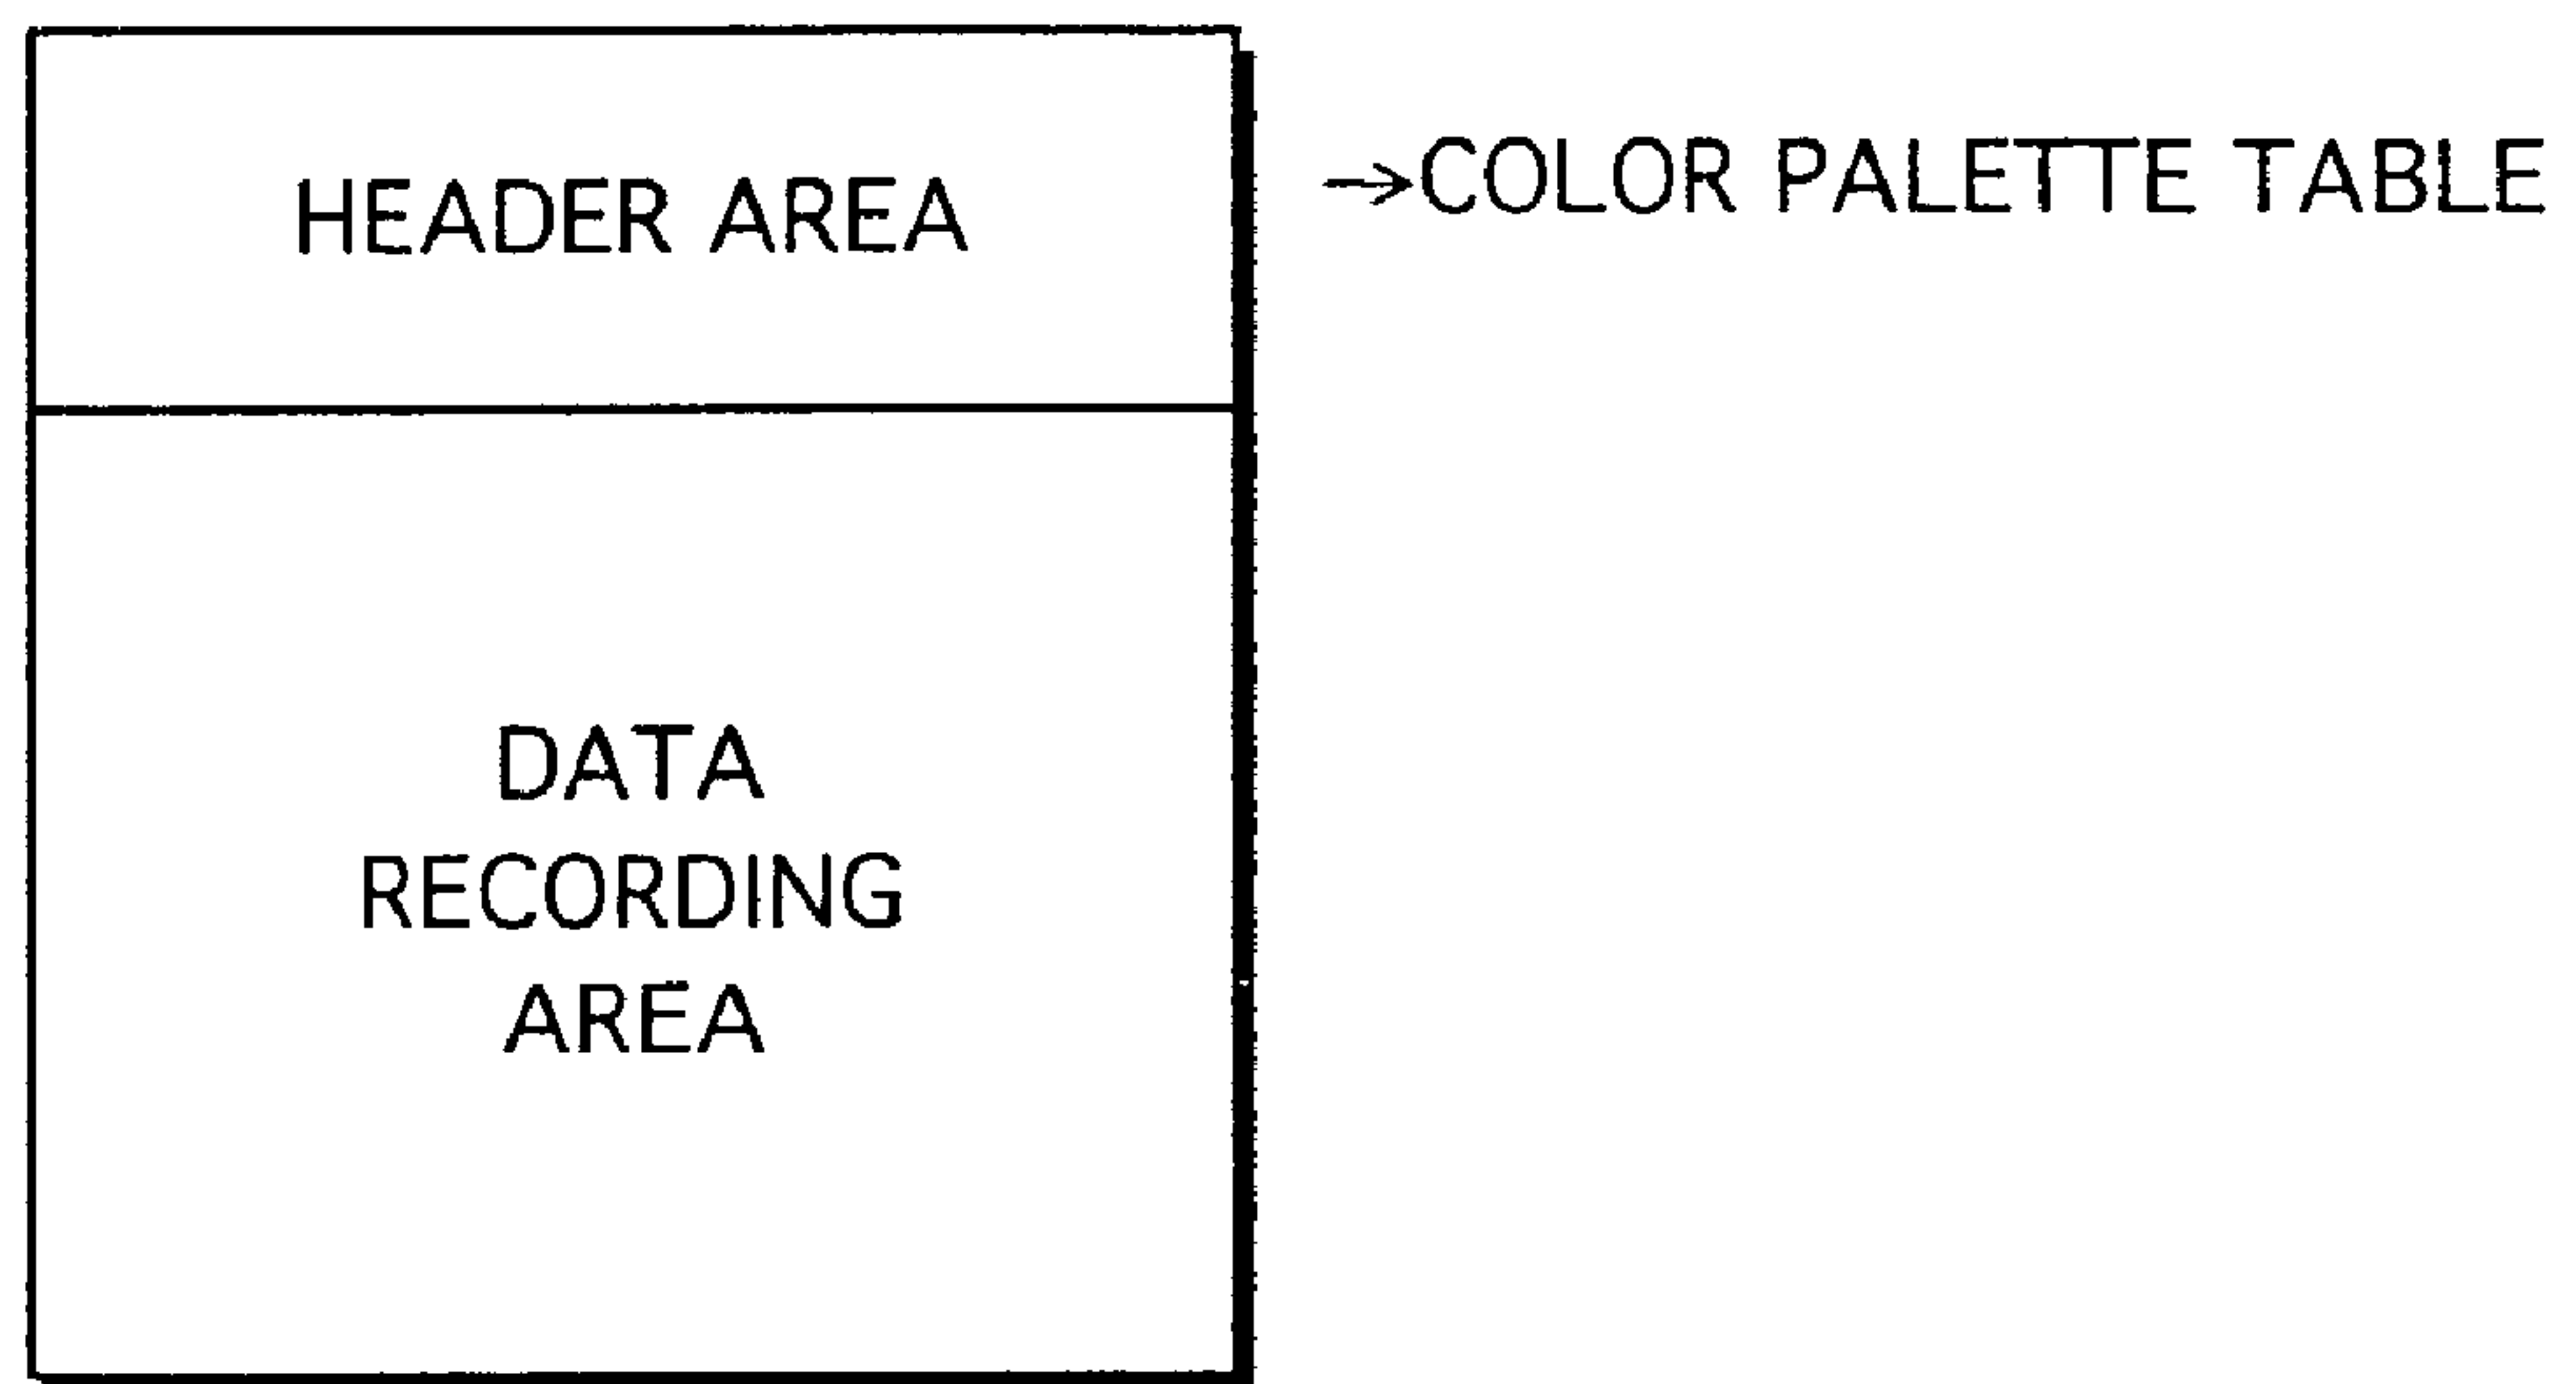 HEADER AREA
→COLOR PALETTE TABLE
DATA
RECORDING
AREA